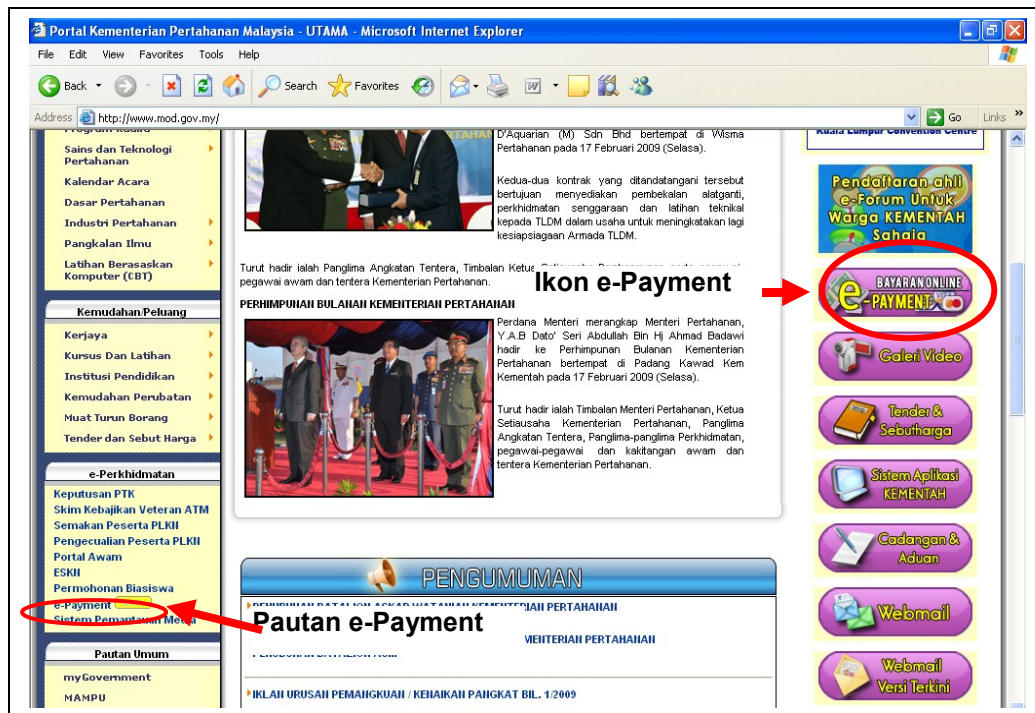 Portal Kementerian Pertahanan Malaysia - UTAMA - Microsoft Internet Explorer
File Edit View Favorites Tools Help
Back Search Favorites
Address http://www.mod.gov.my/ Go Links
Sains dan Teknologi
Pertahanan
Kalendar Acara
Dasar Pertahanan
Industri Pertahanan
Pangkalan Ilmu
Latihan Berasaskan
Komputer (CBT)
Kemudahan/Peluang
Kerjaya
Kursus Dan Latihan
Institusi Pendidikan
Kemudahan Perubatan
Muat Turun Borang
Tender dan Sebut Harga
e-Perkhidmatan
Keputusan PTK
Skim Kebajikan Veteran ATM
Semakan Peserta PLKN
Pengecualian Peserta PLKN
Portal Awam
ESKN
Permohonan Biasiswa
e-Payment
Sistem Pemantauan Media
Pautan Umum
myGovernment
MAMPU
D'Aquarian (M) Sdn Bhd bertempat di Wisma
Pertahanan pada 17 Februari 2009 (Selasa).
Kedua-dua kontrak yang ditandatangani tersebut
bertujuan menyediakan pembekalan alatganti,
perkhidmatan senggaraan dan latihan teknikal
kepada TLDM dalam usaha untuk meningkatakan lagi
kesiapsiagaan Armada TLDM.
Turut hadir ialah Panglima Angkatan Tentera, Timbalan Ketua
pegawai awam dan tentera Kementerian Pertahanan.
Ikon e-Payment
PERHIMPUNAN BULANAN KEMENTERIAN PERTAHANAN
Perdana Menteri merangkap Menteri Pertahanan,
Y.A.B Dato' Seri Abdullah Bin Hj Ahmad Badawi
hadir ke Perhimpunan Bulanan Kementerian
Pertahanan bertempat di Padang Kawad Kem
Kementah pada 17 Februari 2009 (Selasa).
Turut hadir ialah Timbalan Menteri Pertahanan, Ketua
Setiausaha Kementerian Pertahanan, Panglima
Angkatan Tentera, Panglima-panglima Perkhidmatan,
pegawai-pegawai dan kakitangan awam dan
tentera Kementerian Pertahanan.
PENGUMUMAN
Pautan e-Payment
IKLAN URUSAN PEMANGKUAN / KENAIKAN PANGKAT BIL. 1/2009
Kuala Lumpur Convention Centre
Pendaftaran ahli
e-Forum Untuk
Warga KEMENTAH
Sahaja
BAYARAN ONLINE
e-PAYMENT
Galeri Video
Tender &
Sebutharga
Sistem Aplikasi
KEMENTAH
Cadangan &
Aduan
Webmail
Webmail
Versi Terkini